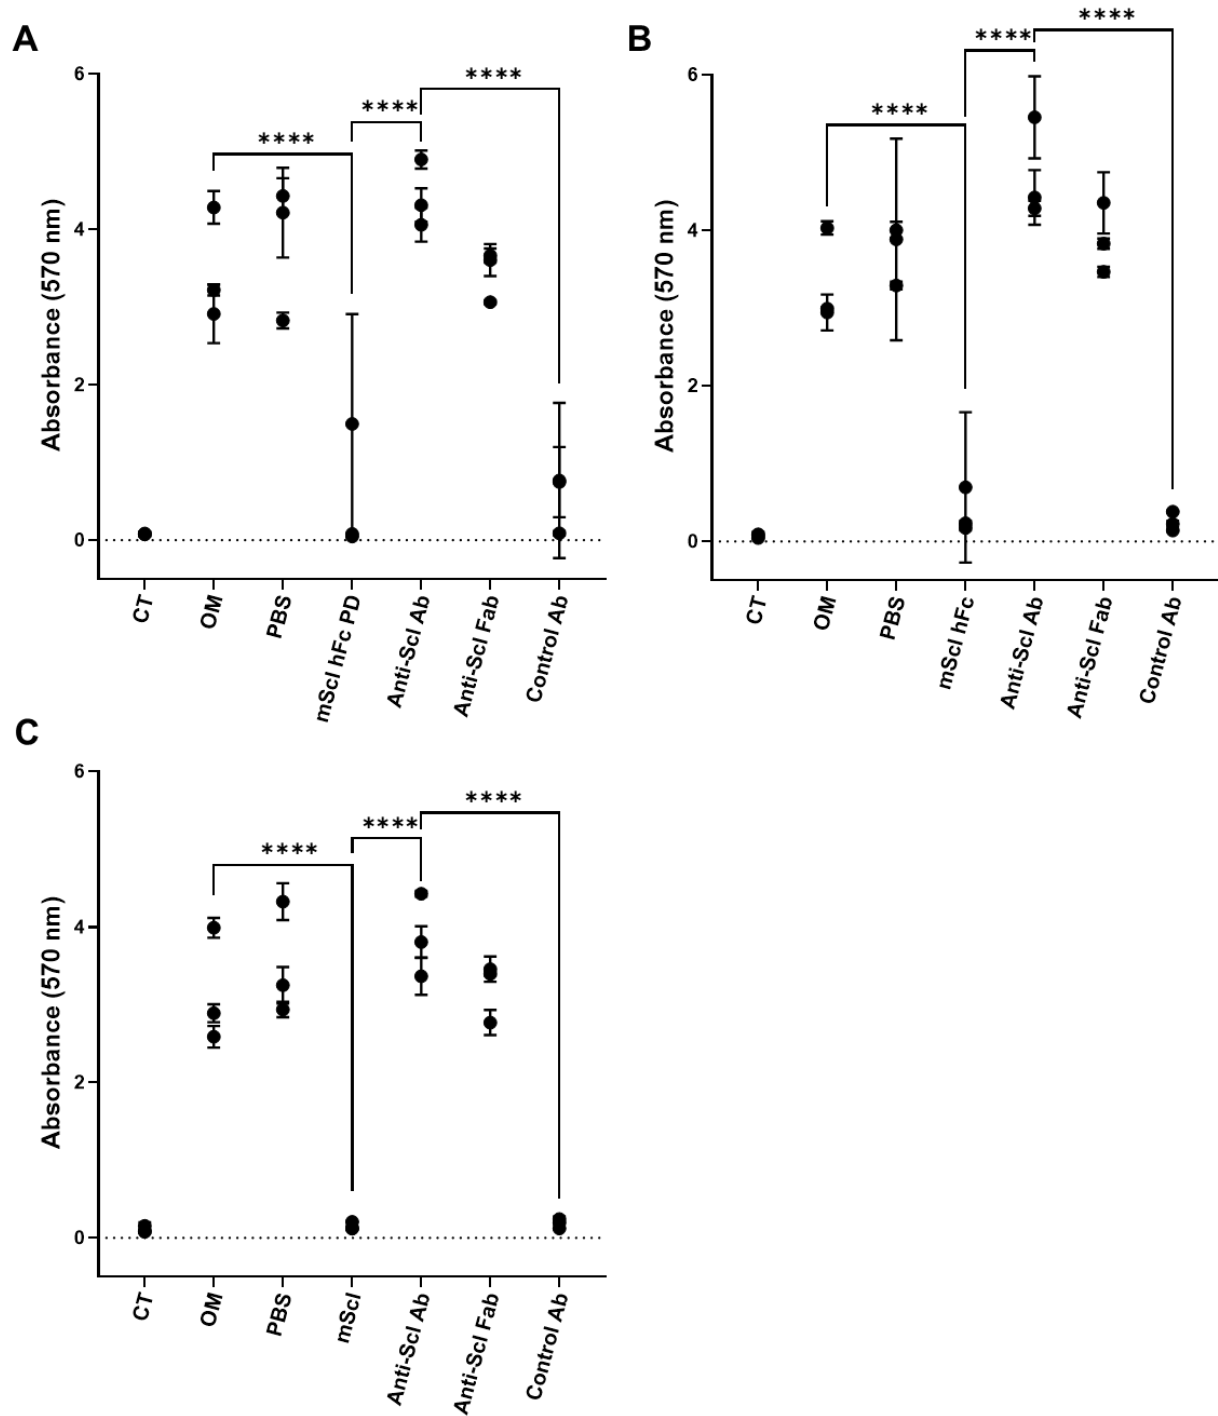 A
****
****
****
6
4
2
0
Absorbance (570 nm)
CT
OM
PBS
mScl hFc PD
Anti-Scl Ab
Anti-Scl Fab
Control Ab
B
****
****
****
6
4
2
0
Absorbance (570 nm)
CT
OM
PBS
mScl hFc
Anti-Scl Ab
Anti-Scl Fab
Control Ab
C
****
****
****
6
4
2
0
Absorbance (570 nm)
CT
OM
PBS
mScl
Anti-Scl Ab
Anti-Scl Fab
Control Ab